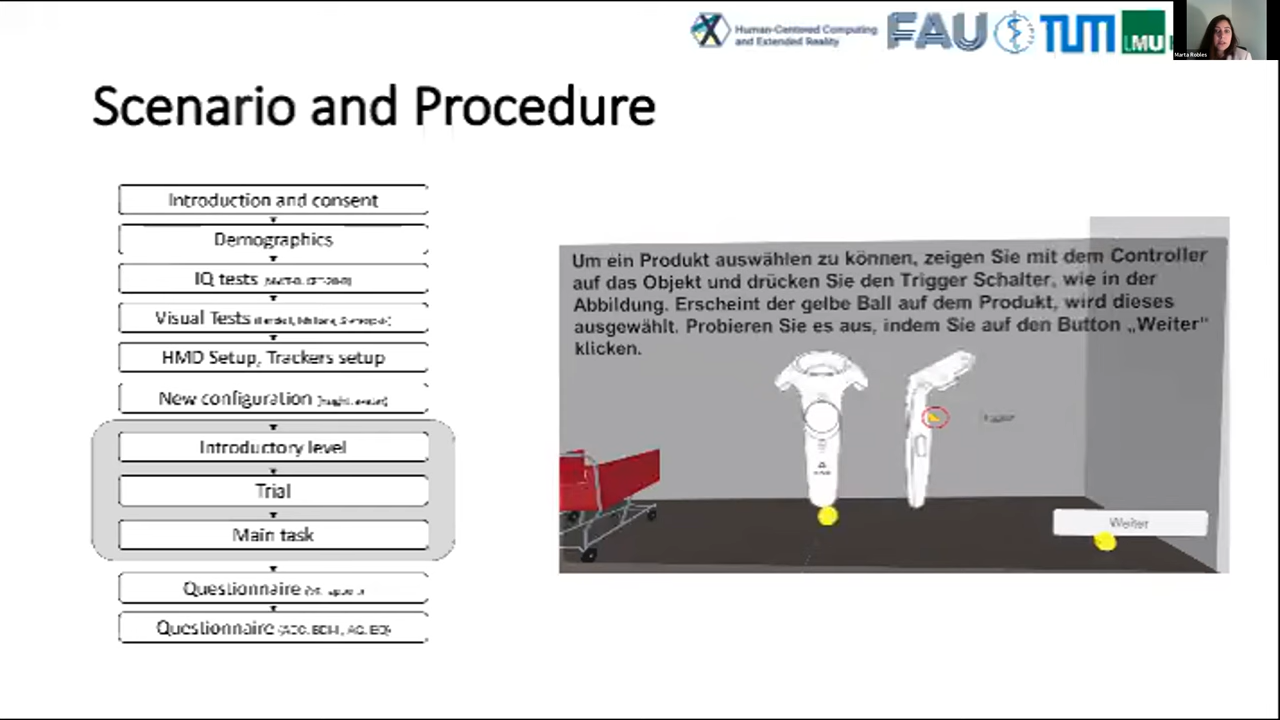 Human-Centered Computing
and Extended Reality
FAU
TUM
LMU
Marta Robles
Scenario and Procedure
Introduction and consent
Demographics
IQ tests
Visual Tests
HMD Setup, Trackers setup
New configuration
Introductory level
Trial
Main task
Questionnaire
Questionnaire
Um ein Produkt auswählen zu können, zeigen Sie mit dem Controller
auf das Objekt und drücken Sie den Trigger Schalter, wie in der
Abbildung. Erscheint der gelbe Ball auf dem Produkt, wird dieses
ausgewählt. Probieren Sie es aus, indem Sie auf den Button „Weiter“
klicken.
Weiter